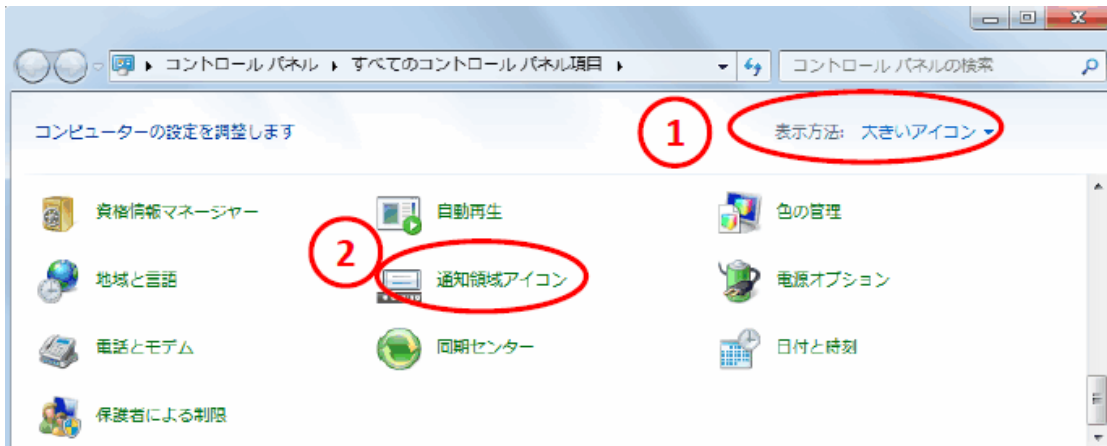 コントロール パネル ▸ すべてのコントロール パネル項目 ▸ コントロール パネルの検索
コンピューターの設定を調整します 1 表示方法: 大きいアイコン
資格情報マネージャー 自動再生 色の管理
2
地域と言語 通知領域アイコン 電源オプション
電話とモデム 同期センター 日付と時刻
保護者による制限